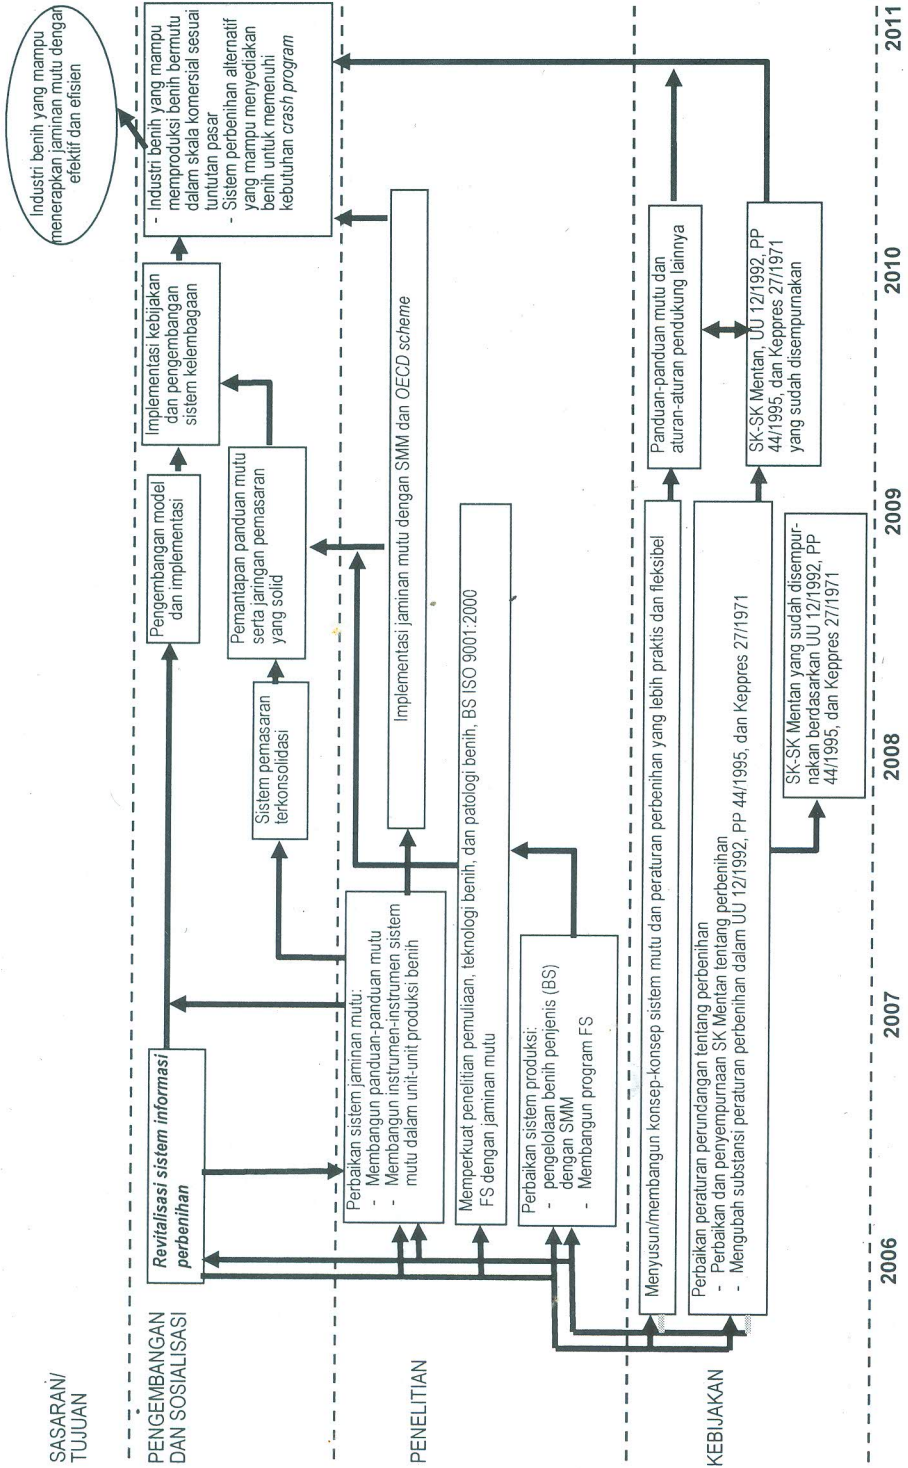 SASARAN/
TUJUAN
Industri benih yang mampu
menerapkan jaminan mutu dengan
efektif dan efisien
PENGEMBANGAN
DAN SOSIALISASI
Revitalisasi sistem informasi
perbenihan
Pengembangan model
dan implementasi
Implementasi kebijakan
dan pengembangan
sistem kelembagaan
- Industri benih yang mampu
memproduksi benih bermutu
dalam skala komersial sesuai
tuntutan pasar
- Sistem perbenihan alternatif
yang mampu menyediakan
benih untuk memenuhi
kebutuhan crash program
Sistem pemasaran
terkonsolidasi
Pemantapan panduan mutu
serta jaringan pemasaran
yang solid
PENELITIAN
Perbaikan sistem jaminan mutu:
- Membangun panduan-panduan mutu
- Membangun instrumen-instrumen sistem
mutu dalam unit-unit produksi benih
Implementasi jaminan mutu dengan SMM dan OECD scheme
Memperkuat penelitian pemuliaan, teknologi benih, dan patologi benih, BS ISO 9001:2000
FS dengan jaminan mutu
Perbaikan sistem produksi:
- pengelolaan benih penjenis (BS)
dengan SMM
- Membangun program FS
KEBIJAKAN
Menyusun/membangun konsep-konsep sistem mutu dan peraturan perbenihan yang lebih praktis dan fleksibel
Panduan-panduan mutu dan
aturan-aturan pendukung lainnya
Perbaikan peraturan perundangan tentang perbenihan
- Perbaikan dan penyempurnaan SK Mentan tentang perbenihan
- Mengubah substansi peraturan perbenihan dalam UU 12/1992, PP 44/1995, dan Keppres 27/1971
SK-SK Mentan, UU 12/1992, PP
44/1995, dan Keppres 27/1971
yang sudah disempurnakan
SK-SK Mentan yang sudah disempur-
nakan berdasarkan UU 12/1992, PP
44/1995, dan Keppres 27/1971
2006
2007
2008
2009
2010
2011